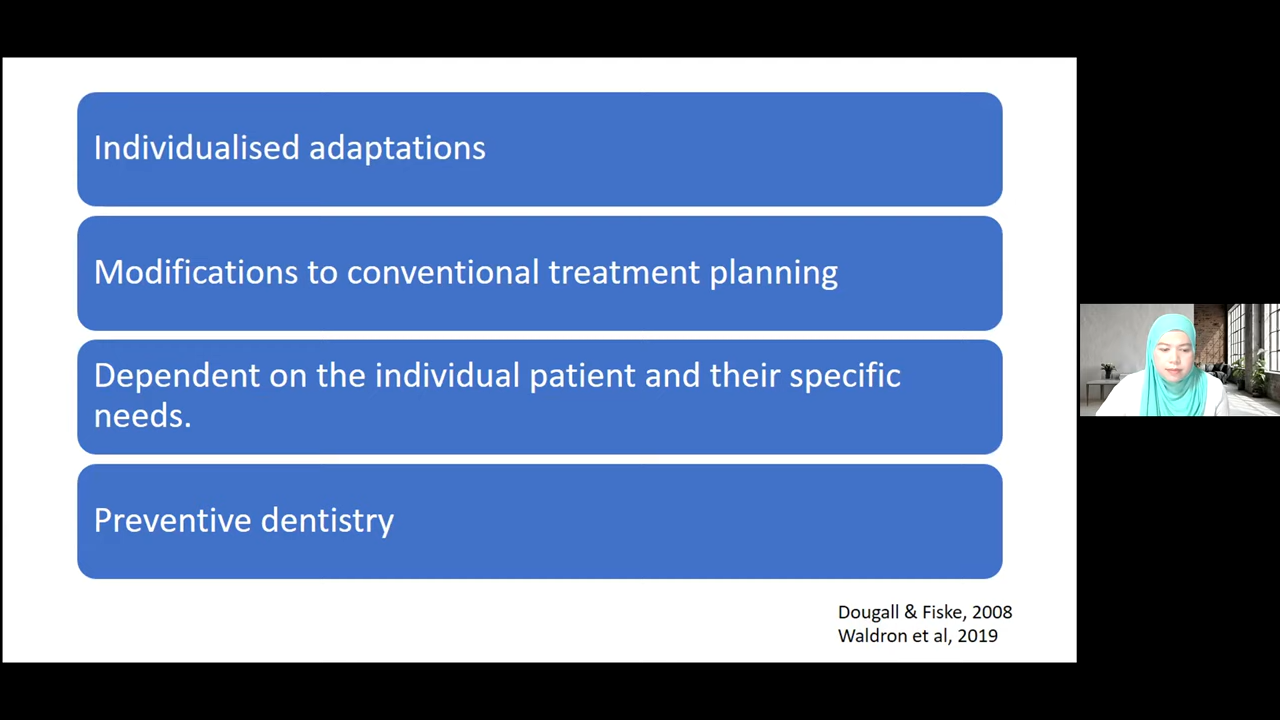 Individualised adaptations
Modifications to conventional treatment planning
Dependent on the individual patient and their specific
needs.
Preventive dentistry
Dougall & Fiske, 2008
Waldron et al, 2019